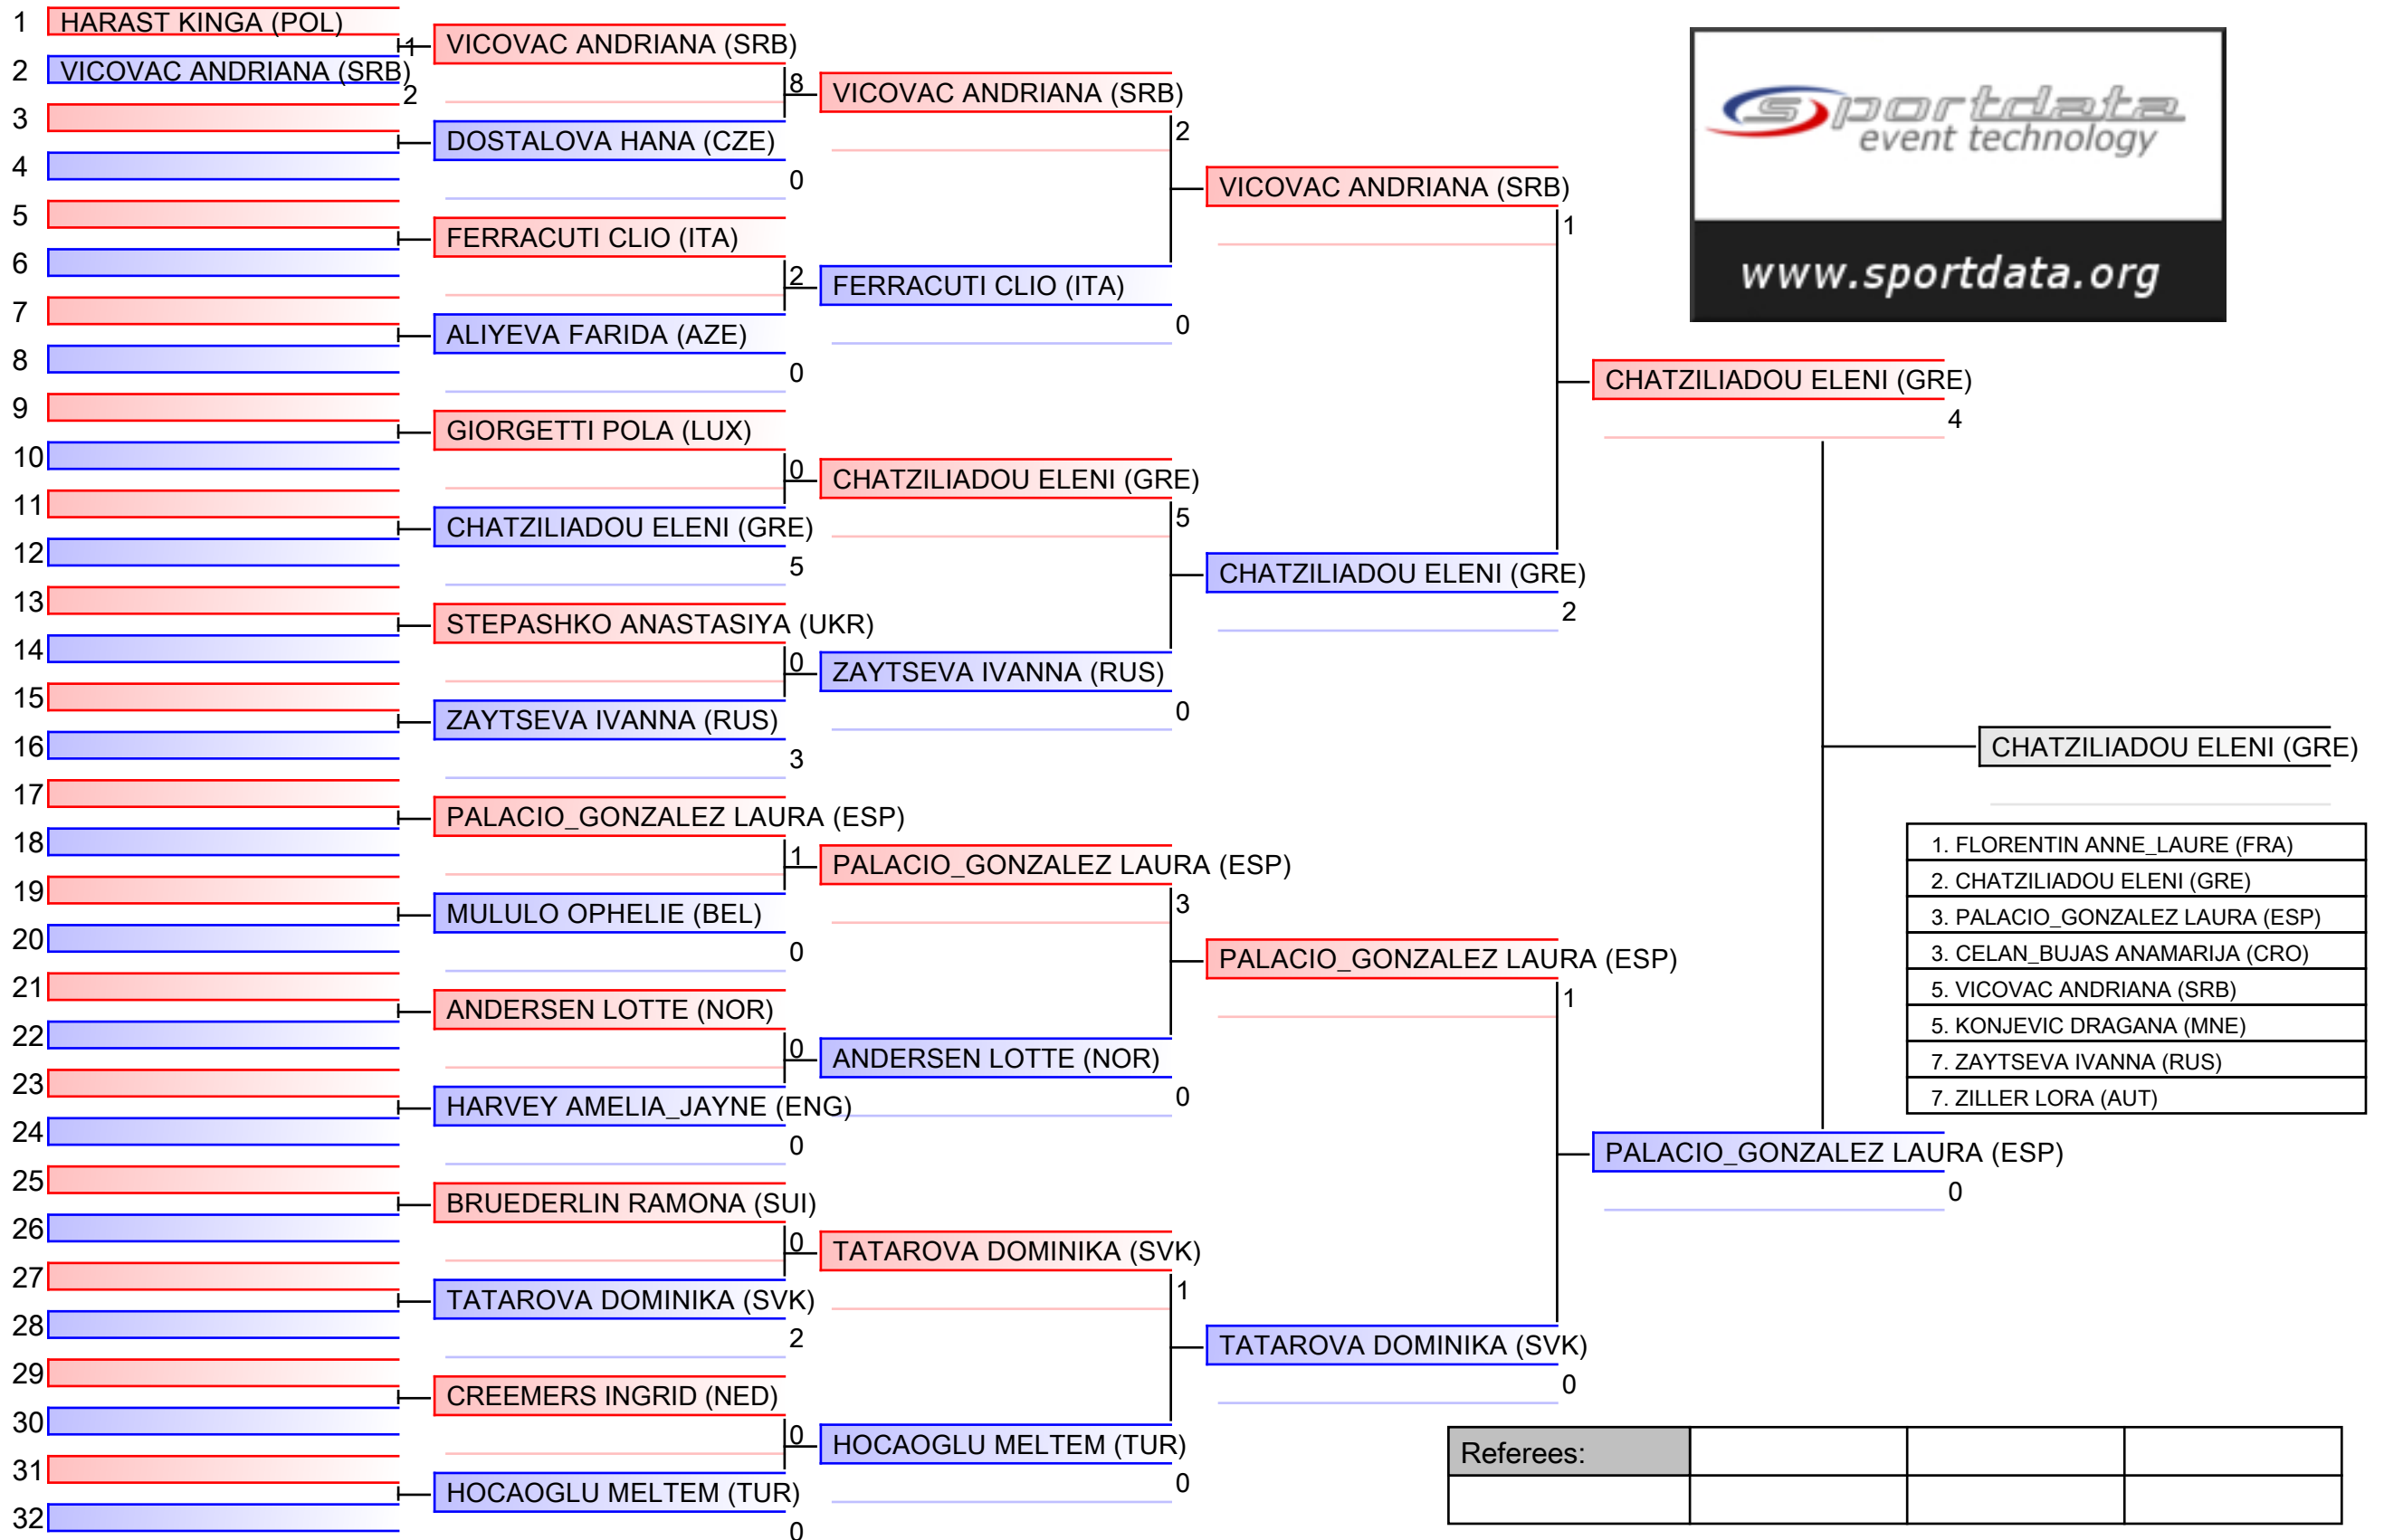 1 HARAST KINGA (POL)
1
2 VICOVAC ANDRIANA (SRB)
2
3
4
5
6
7
8
9
10
11
12
13
14
15
16
17
18
19
20
21
22
23
24
25
26
27
28
29
30
31
32
VICOVAC ANDRIANA (SRB)
8
DOSTALOVA HANA (CZE)
0
FERRACUTI CLIO (ITA)
2
ALIYEVA FARIDA (AZE)
0
GIORGETTI POLA (LUX)
0
CHATZILIADOU ELENI (GRE)
5
STEPASHKO ANASTASIYA (UKR)
0
ZAYTSEVA IVANNA (RUS)
3
PALACIO_GONZALEZ LAURA (ESP)
1
MULULO OPHELIE (BEL)
0
ANDERSEN LOTTE (NOR)
0
HARVEY AMELIA_JAYNE (ENG)
0
BRUEDERLIN RAMONA (SUI)
0
TATAROVA DOMINIKA (SVK)
2
CREEMERS INGRID (NED)
0
HOCAOGLU MELTEM (TUR)
0
VICOVAC ANDRIANA (SRB)
2
FERRACUTI CLIO (ITA)
0
CHATZILIADOU ELENI (GRE)
5
ZAYTSEVA IVANNA (RUS)
0
PALACIO_GONZALEZ LAURA (ESP)
3
ANDERSEN LOTTE (NOR)
0
TATAROVA DOMINIKA (SVK)
1
HOCAOGLU MELTEM (TUR)
0
VICOVAC ANDRIANA (SRB)
1
CHATZILIADOU ELENI (GRE)
2
PALACIO_GONZALEZ LAURA (ESP)
1
TATAROVA DOMINIKA (SVK)
0
CHATZILIADOU ELENI (GRE)
4
PALACIO_GONZALEZ LAURA (ESP)
0
CHATZILIADOU ELENI (GRE)
sportdata
event technology
www.sportdata.org
1. FLORENTIN ANNE_LAURE (FRA)
2. CHATZILIADOU ELENI (GRE)
3. PALACIO_GONZALEZ LAURA (ESP)
3. CELAN_BUJAS ANAMARIJA (CRO)
5. VICOVAC ANDRIANA (SRB)
5. KONJEVIC DRAGANA (MNE)
7. ZAYTSEVA IVANNA (RUS)
7. ZILLER LORA (AUT)
Referees: